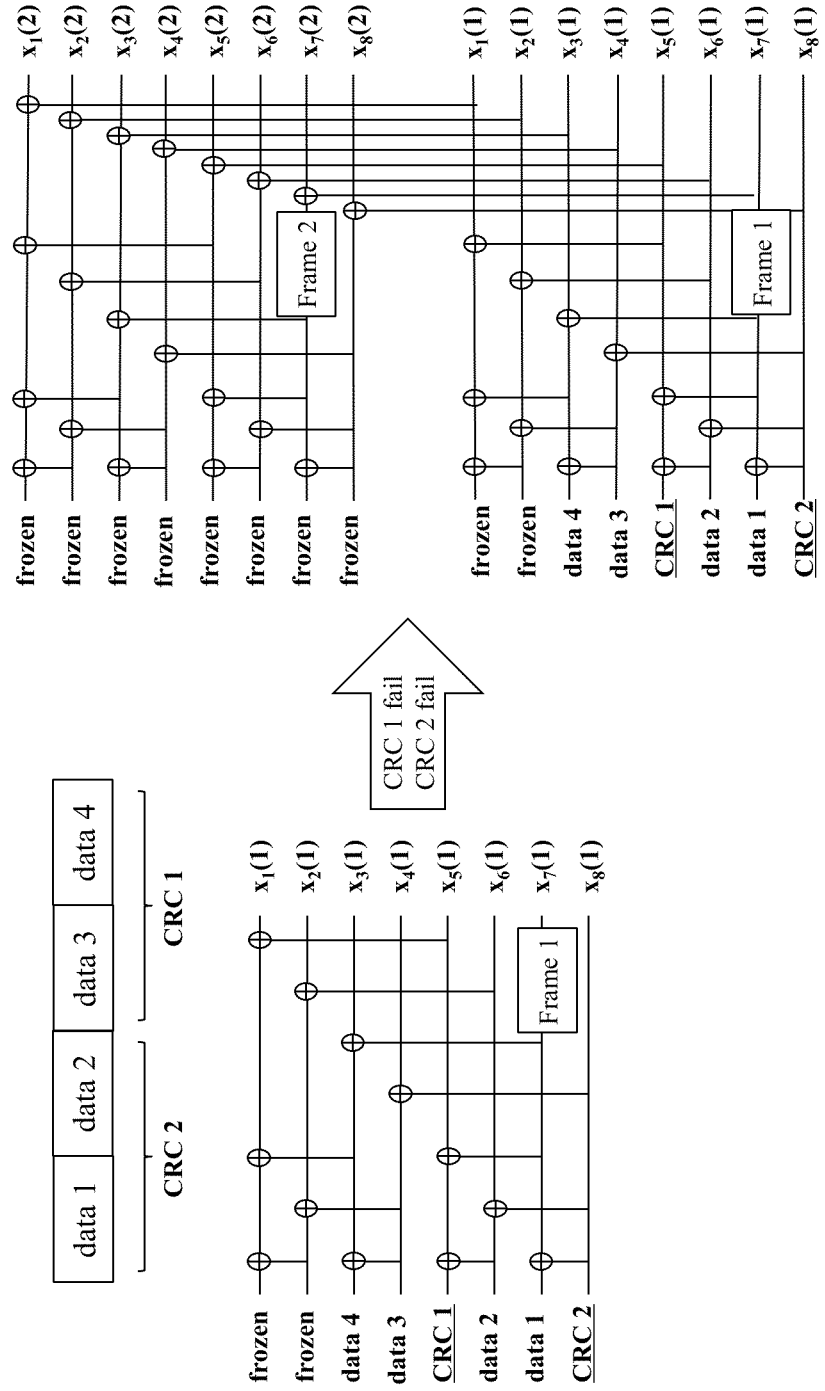 data 1 data 2 data 3 data 4
CRC 2 CRC 1
frozen x₁(1)
frozen x₂(1)
data 4 x₃(1)
data 3 x₄(1)
CRC 1 x₅(1)
data 2 x₆(1)
data 1 Frame 1 x₇(1)
CRC 2 x₈(1)
CRC 1 fail
CRC 2 fail
frozen x₁(2)
frozen x₂(2)
frozen x₃(2)
frozen x₄(2)
frozen x₅(2)
frozen x₆(2)
frozen Frame 2 x₇(2)
frozen x₈(2)
frozen x₁(1)
frozen x₂(1)
data 4 x₃(1)
data 3 x₄(1)
CRC 1 x₅(1)
data 2 x₆(1)
data 1 Frame 1 x₇(1)
CRC 2 x₈(1)